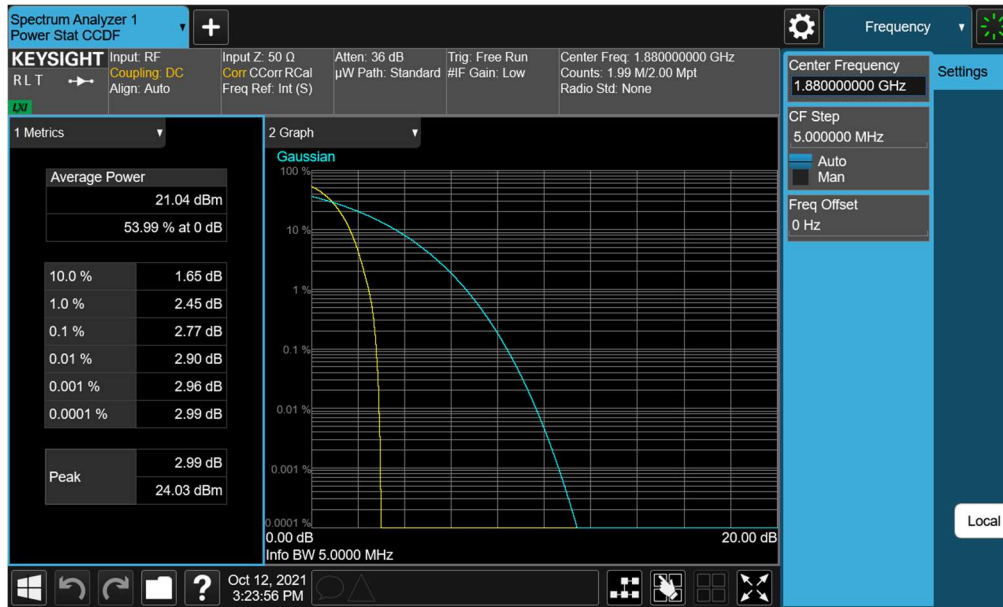 Spectrum Analyzer 1
Power Stat CCDF
Frequency
KEYSIGHT
R L T
LXI
Input: RF
Coupling: DC
Align: Auto
Input Z: 50 Ω
Corr CCorr RCal
Freq Ref: Int (S)
Atten: 36 dB
µW Path: Standard
Trig: Free Run
#IF Gain: Low
Center Freq: 1.880000000 GHz
Counts: 1.99 M/2.00 Mpt
Radio Std: None
Center Frequency
1.880000000 GHz
Settings
CF Step
5.000000 MHz
Auto
Man
Freq Offset
0 Hz
1 Metrics
Average Power
21.04 dBm
53.99 % at 0 dB
10.0 % 1.65 dB
1.0 % 2.45 dB
0.1 % 2.77 dB
0.01 % 2.90 dB
0.001 % 2.96 dB
0.0001 % 2.99 dB
Peak
2.99 dB
24.03 dBm
2 Graph
Gaussian
100 %
10 %
1 %
0.1 %
0.01 %
0.001 %
0.0001 %
0.00 dB 20.00 dB
Info BW 5.0000 MHz
Local
?
Oct 12, 2021
3:23:56 PM